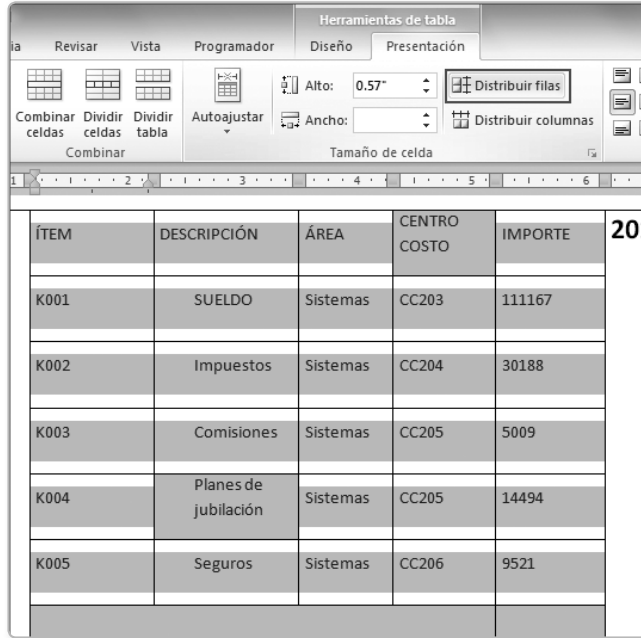 Herramientas de tabla
ia Revisar Vista Programador Diseño Presentación
Combinar celdas
Dividir celdas
Dividir tabla
Combinar
Autoajustar
Alto: 0.57"
Ancho:
Distribuir filas
Distribuir columnas
Tamaño de celda
1 2 3 4 5 6
ÍTEM DESCRIPCIÓN ÁREA CENTRO COSTO IMPORTE
20
K001 SUELDO Sistemas CC203 111167
K002 Impuestos Sistemas CC204 30188
K003 Comisiones Sistemas CC205 5009
K004 Planes de jubilación Sistemas CC205 14494
K005 Seguros Sistemas CC206 9521